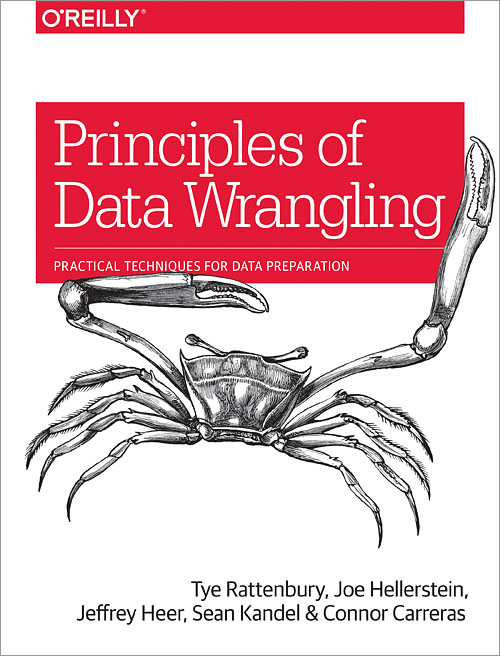 O'REILLY®
Principles of
Data Wrangling
PRACTICAL TECHNIQUES FOR DATA PREPARATION
Tye Rattenbury, Joe Hellerstein,
Jeffrey Heer, Sean Kandel & Connor Carreras